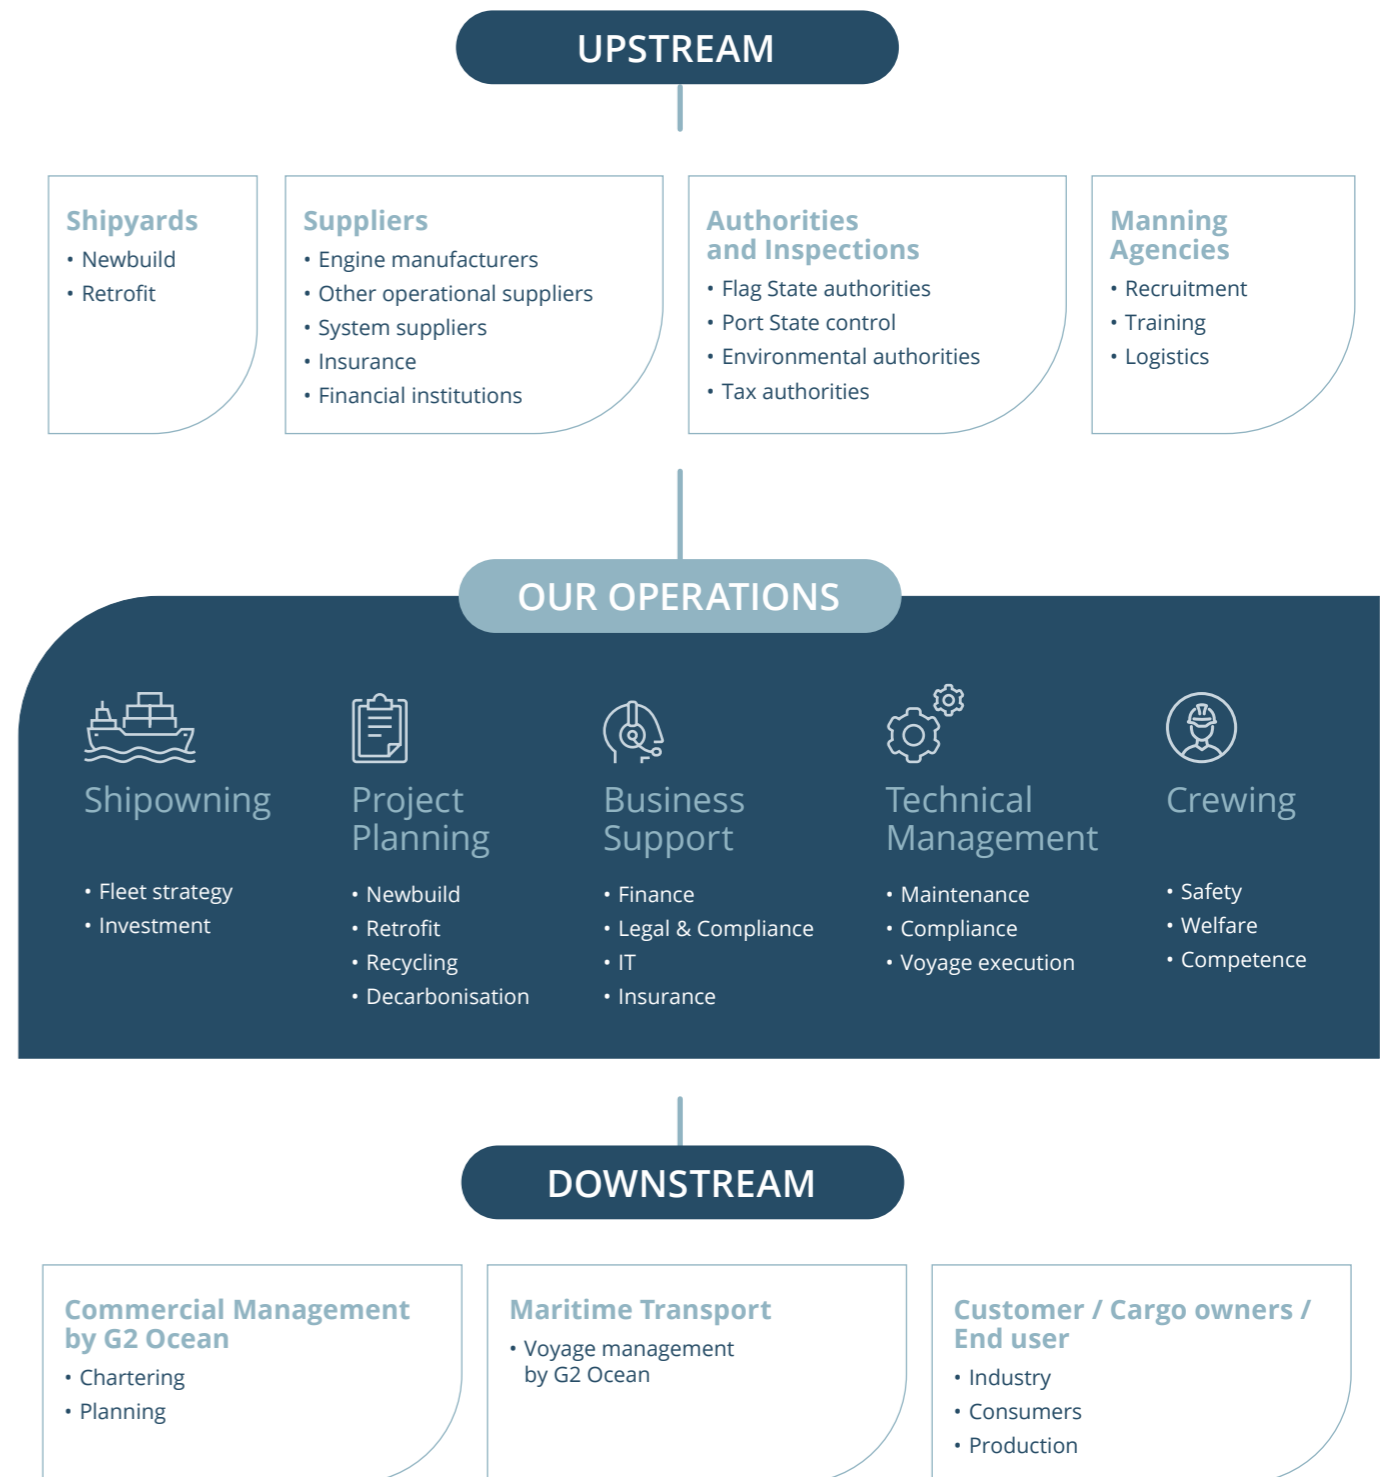 UPSTREAM
Shipyards
• Newbuild
• Retrofit
Suppliers
• Engine manufacturers
• Other operational suppliers
• System suppliers
• Insurance
• Financial institutions
Authorities
and Inspections
• Flag State authorities
• Port State control
• Environmental authorities
• Tax authorities
Manning
Agencies
• Recruitment
• Training
• Logistics
OUR OPERATIONS
Shipowning
• Fleet strategy
• Investment
Project
Planning
• Newbuild
• Retrofit
• Recycling
• Decarbonisation
Business
Support
• Finance
• Legal & Compliance
• IT
• Insurance
Technical
Management
• Maintenance
• Compliance
• Voyage execution
Crewing
• Safety
• Welfare
• Competence
DOWNSTREAM
Commercial Management
by G2 Ocean
• Chartering
• Planning
Maritime Transport
• Voyage management
by G2 Ocean
Customer / Cargo owners /
End user
• Industry
• Consumers
• Production